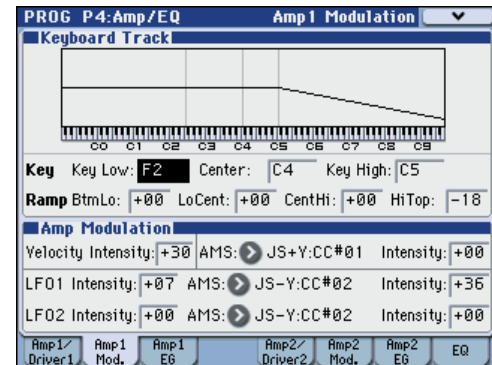 PROG P4:Amp/EQ Amp1 Modulation
Keyboard Track
C0 C1 C2 C3 C4 C5 C6 C7 C8 C9
Key Key Low: F2 Center: C4 Key High: C5
Ramp BtmLo: +00 LoCent: +00 CentHi: +00 HiTop: -18
Amp Modulation
Velocity Intensity: +30 AMS: JS+Y:CC#01 Intensity: +00
LFO1 Intensity: +07 AMS: JS-Y:CC#02 Intensity: +36
LFO2 Intensity: +00 AMS: JS-Y:CC#02 Intensity: +00
Amp1/ Amp1 Amp1 Amp2/ Amp2 Amp2 EQ
Driver1 Mod. EG Driver2 Mod. EG